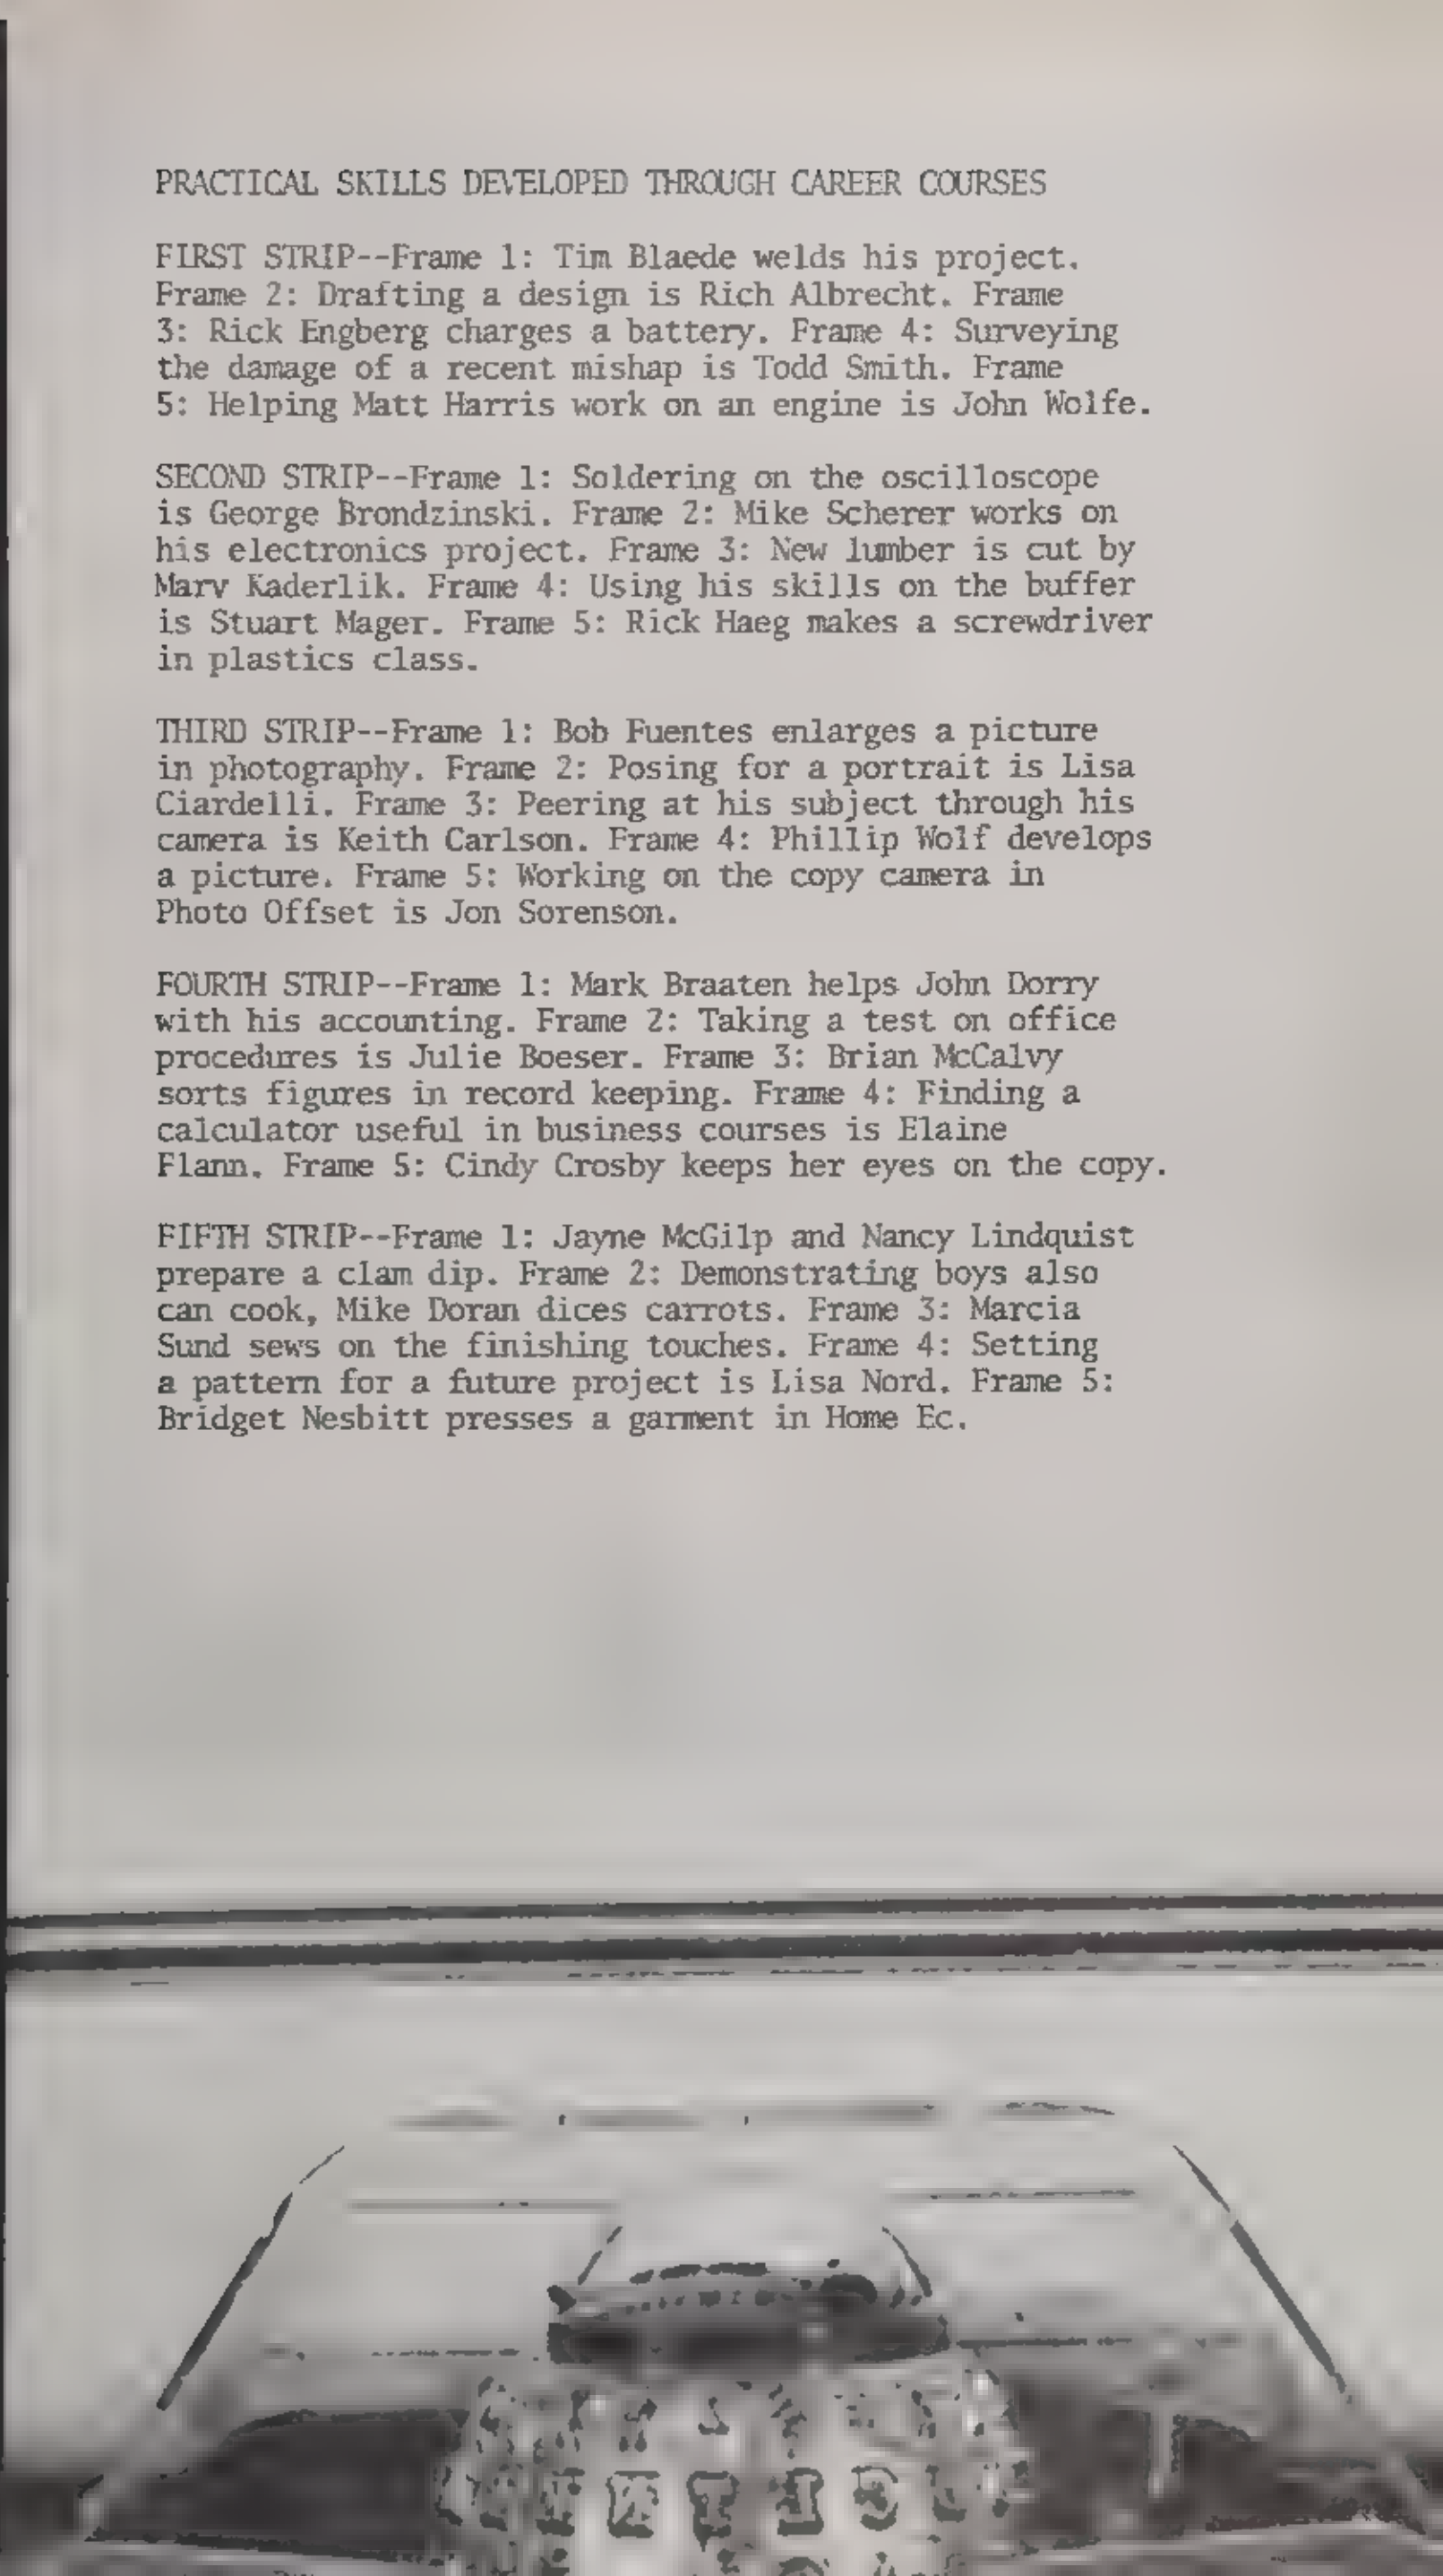 PRACTICAL SKILLS DEVELOPED THROUGH CAREER COURSES
FIRST STRIP--Frame 1: Tim Blaede welds his project.
Frame 2: Drafting a design is Rich Albrecht. Frame
3: Rick Engberg charges a battery. Frame 4: Surveying
the damage of a recent mishap is Todd Smith. Frame
5: Helping Matt Harris work on an engine is John Wolfe.
SECOND STRIP--Frame 1: Soldering on the oscilloscope
is George Brondzinski. Frame 2: Mike Scherer works on
his electronics project. Frame 3: New lumber is cut by
Marv Kaderlik. Frame 4: Using his skills on the buffer
is Stuart Mager. Frame 5: Rick Haeg makes a screwdriver
in plastics class.
THIRD STRIP--Frame 1: Bob Fuentes enlarges a picture
in photography. Frame 2: Posing for a portrait is Lisa
Ciardelli. Frame 3: Peering at his subject through his
camera is Keith Carlson. Frame 4: Phillip Wolf develops
a picture. Frame 5: Working on the copy camera in
Photo Offset is Jon Sorenson.
FOURTH STRIP--Frame 1: Mark Braaten helps John Dorry
with his accounting. Frame 2: Taking a test on office
procedures is Julie Boeser. Frame 3: Brian McCalvy
sorts figures in record keeping. Frame 4: Finding a
calculator useful in business courses is Elaine
Flann. Frame 5: Cindy Crosby keeps her eyes on the copy.
FIFTH STRIP--Frame 1: Jayne McGilp and Nancy Lindquist
prepare a clam dip. Frame 2: Demonstrating boys also
can cook, Mike Doran dices carrots. Frame 3: Marcia
Sund sews on the finishing touches. Frame 4: Setting
a pattern for a future project is Lisa Nord. Frame 5:
Bridget Nesbitt presses a garment in Home Ec.